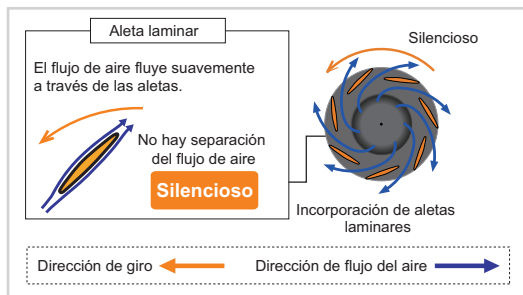 Aleta laminar
El flujo de aire fluye suavemente
a través de las aletas.
No hay separación
del flujo de aire
Silencioso
Silencioso
Incorporación de aletas
laminares
Dirección de giro
Dirección de flujo del aire